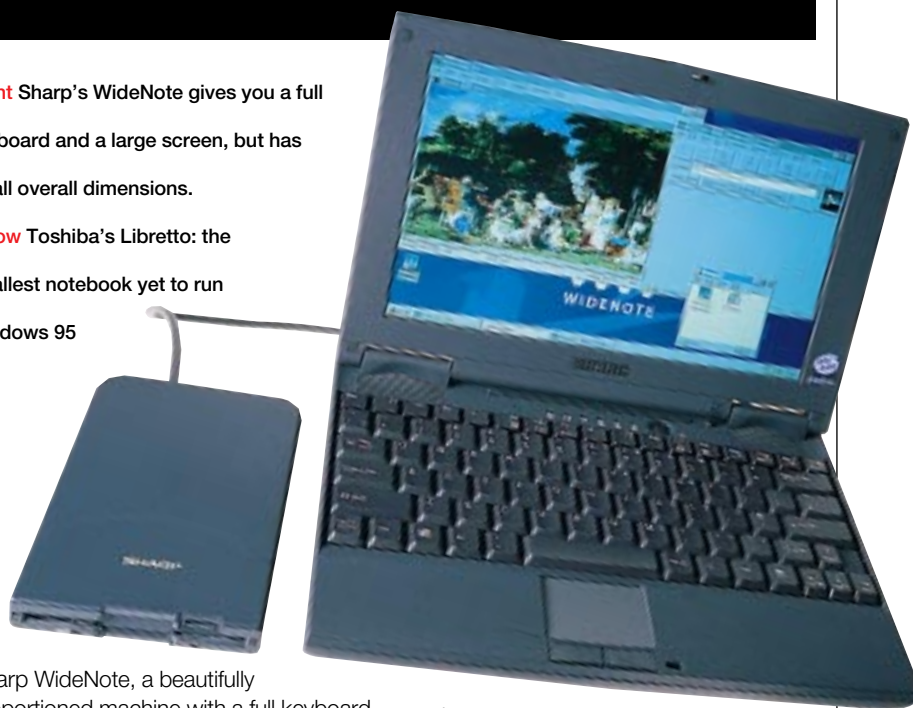 nt Sharp's WideNote gives you a full
board and a large screen, but has
all overall dimensions.
ow Toshiba's Libretto: the
allest notebook yet to run
dows 95
WIDENOTE
SHARP
SHARP
arp WideNote, a beautifully
portioned machine with a full keyboard